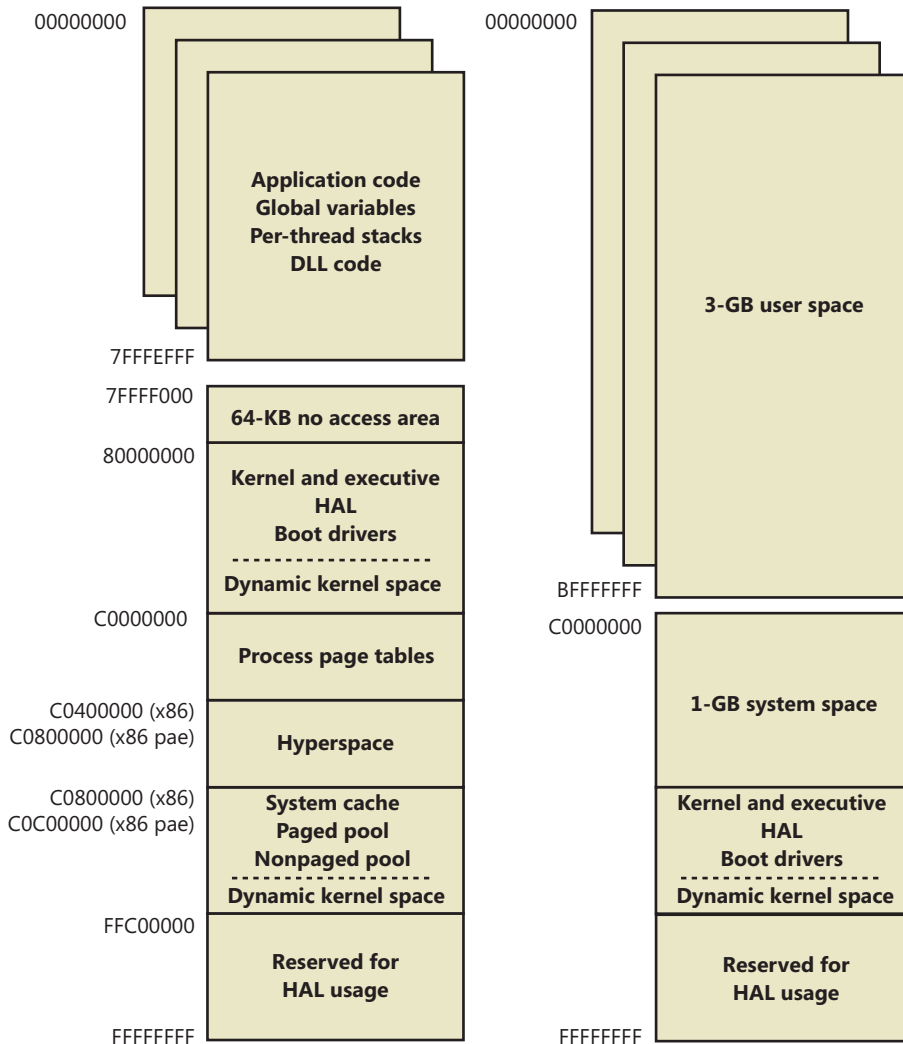 00000000
Application code
Global variables
Per-thread stacks
DLL code
7FFFEFFF
7FFFF000
64-KB no access area
80000000
Kernel and executive
HAL
Boot drivers
Dynamic kernel space
C0000000
Process page tables
C0400000 (x86)
C0800000 (x86 pae)
Hyperspace
C0800000 (x86)
C0C00000 (x86 pae)
System cache
Paged pool
Nonpaged pool
Dynamic kernel space
FFC00000
Reserved for
HAL usage
FFFFFFFF
00000000
3-GB user space
BFFFFFFF
C0000000
1-GB system space
Kernel and executive
HAL
Boot drivers
Dynamic kernel space
Reserved for
HAL usage
FFFFFFFF